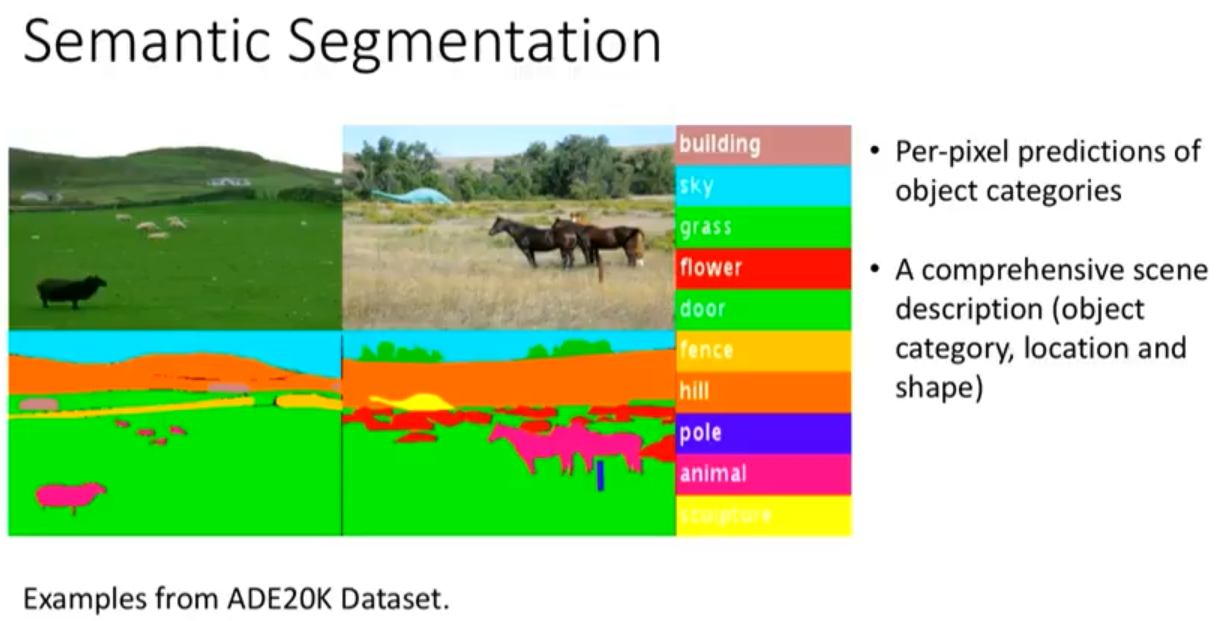 Semantic Segmentation
building
sky
grass
flower
door
fence
hill
pole
animal
sculpture
• Per-pixel predictions of
object categories
• A comprehensive scene
description (object
category, location and
shape)
Examples from ADE20K Dataset.